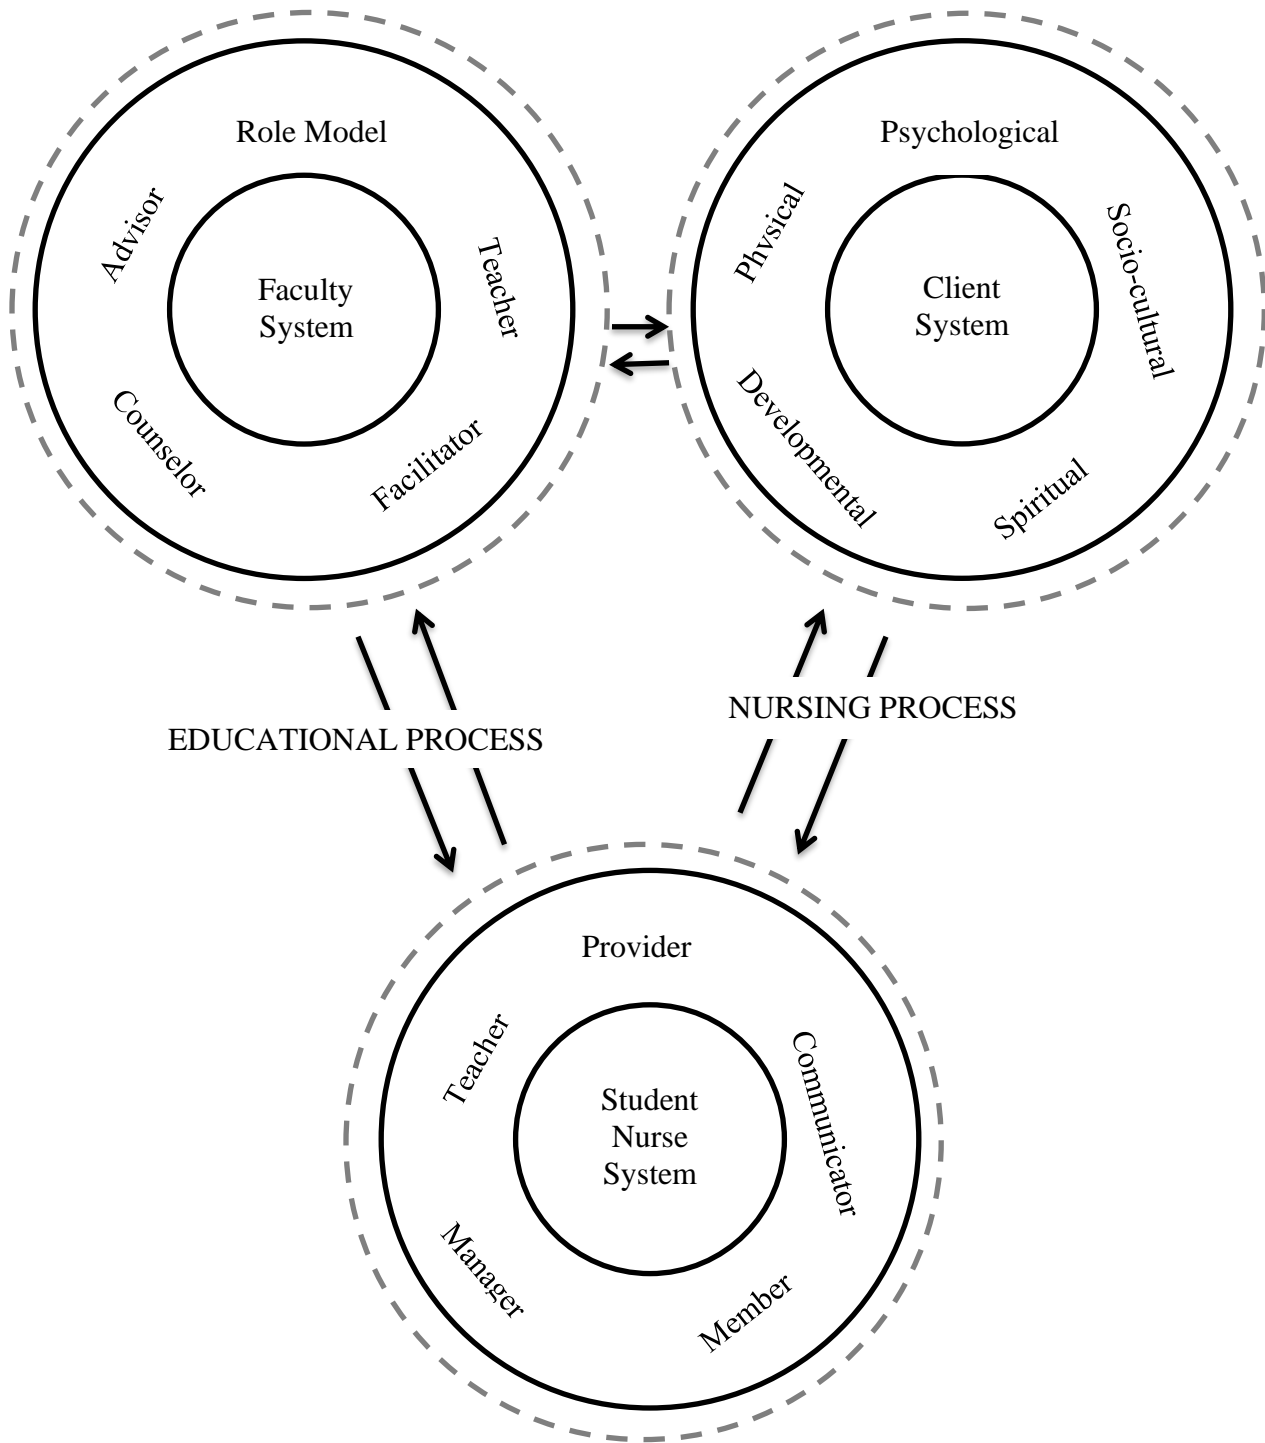 Role Model
Advisor
Teacher
Faculty
System
Counselor
Facilitator
Psychological
Physical
Socio-cultural
Client
System
Developmental
Spiritual
EDUCATIONAL PROCESS
NURSING PROCESS
Provider
Teacher
Communicator
Student
Nurse
System
Manager
Member